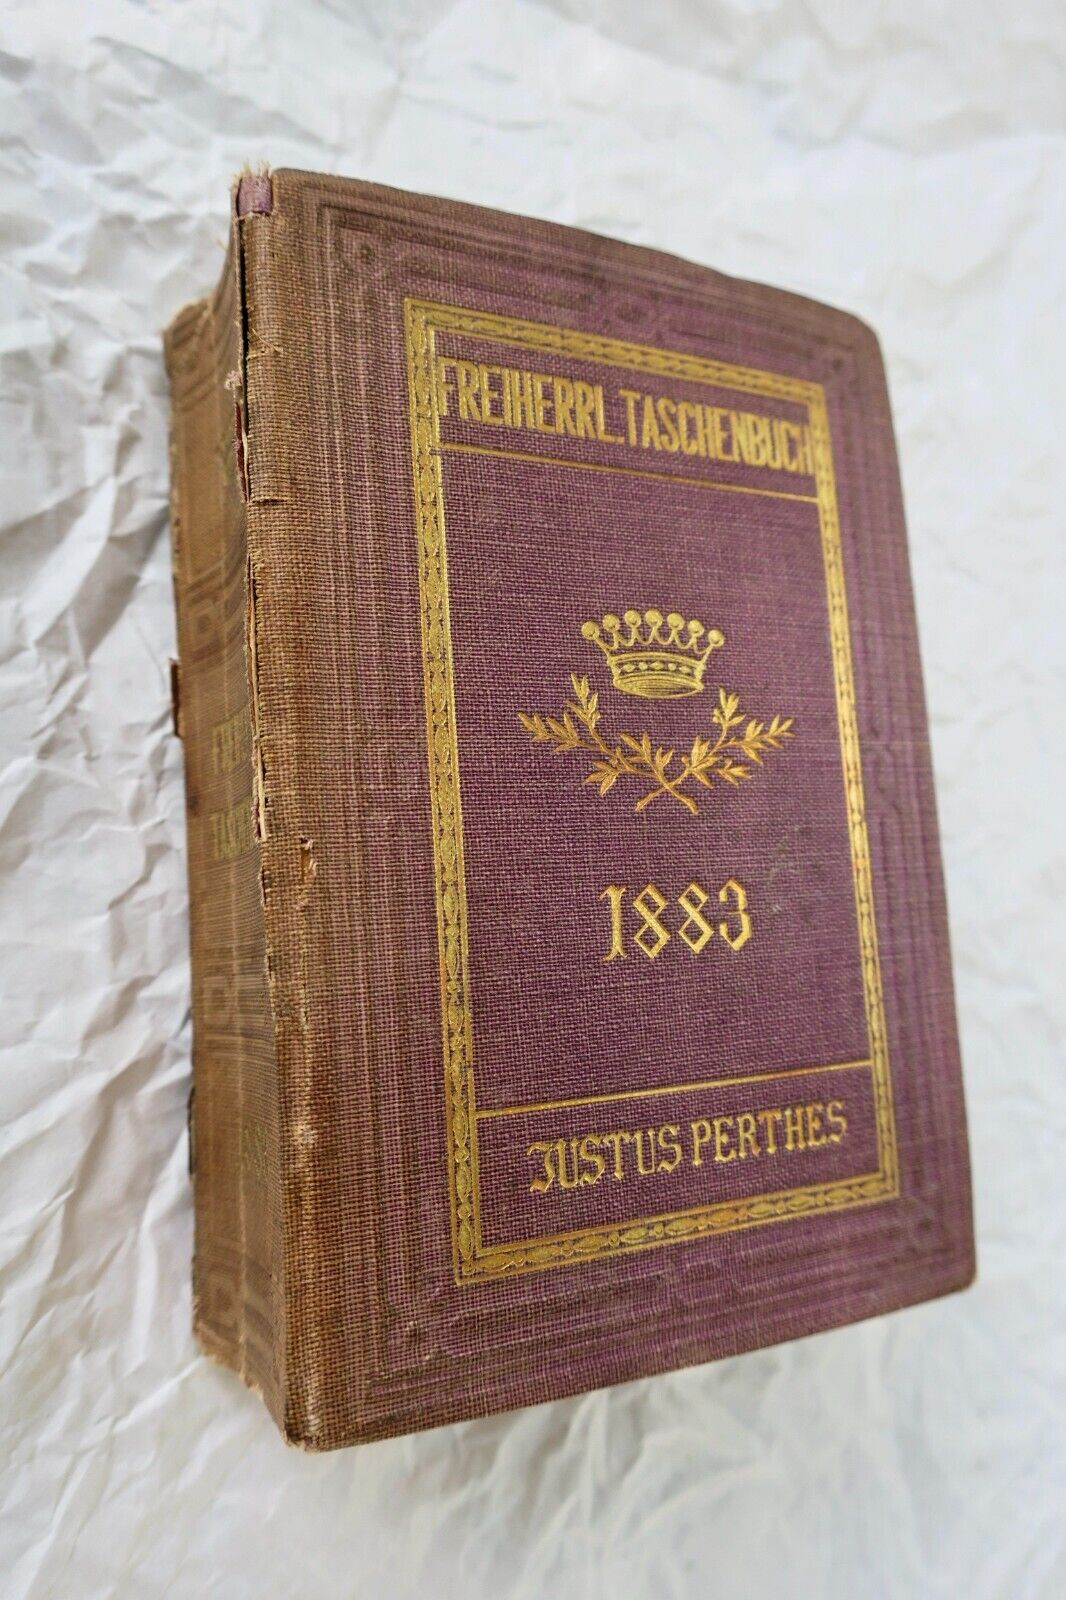 FREIHERRL. TASCHENBUCH
1883
JUSTUS PERTHES